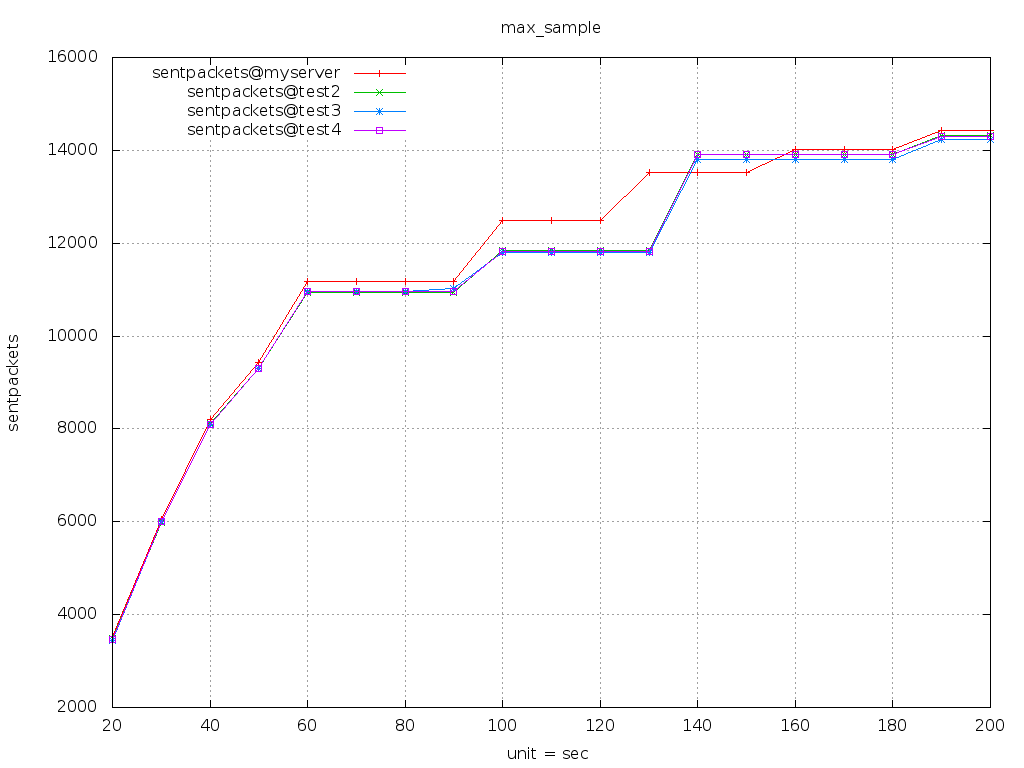 max_sample
16000
14000
12000
10000
8000
6000
4000
2000
sentpackets
sentpackets@myserver
sentpackets@test2
sentpackets@test3
sentpackets@test4
20 40 60 80 100 120 140 160 180 200
unit = sec